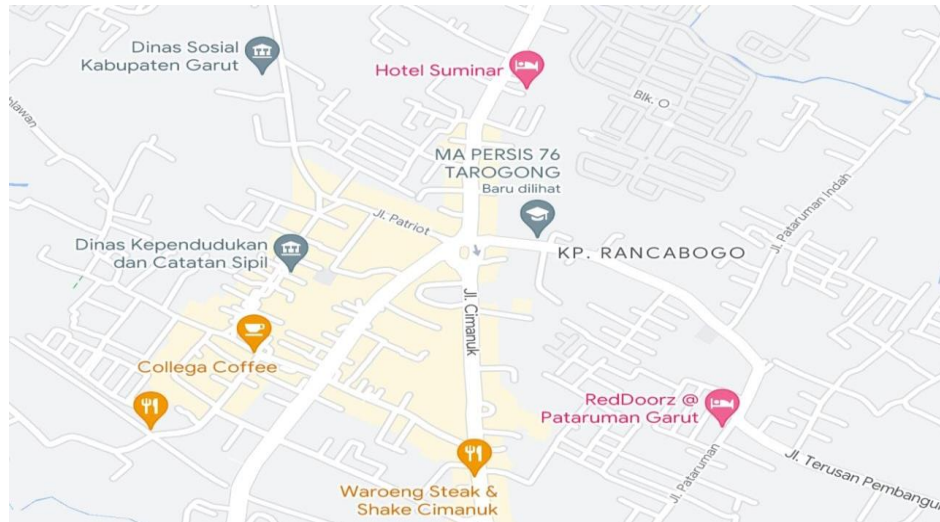 Dinas Sosial
Kabupaten Garut
Hotel Suminar
Blk. O
MA PERSIS 76
TAROGONG
Baru dilihat
Jl. Patriot
Jl. Pataruman Indah
Dinas Kependudukan
dan Catatan Sipil
KP. RANCABOGO
Jl. Cimanuk
Collega Coffee
RedDoorz @
Pataruman Garut
Waroeng Steak &
Shake Cimanuk
Jl. Pataruman
Jl. Terusan Pembangun